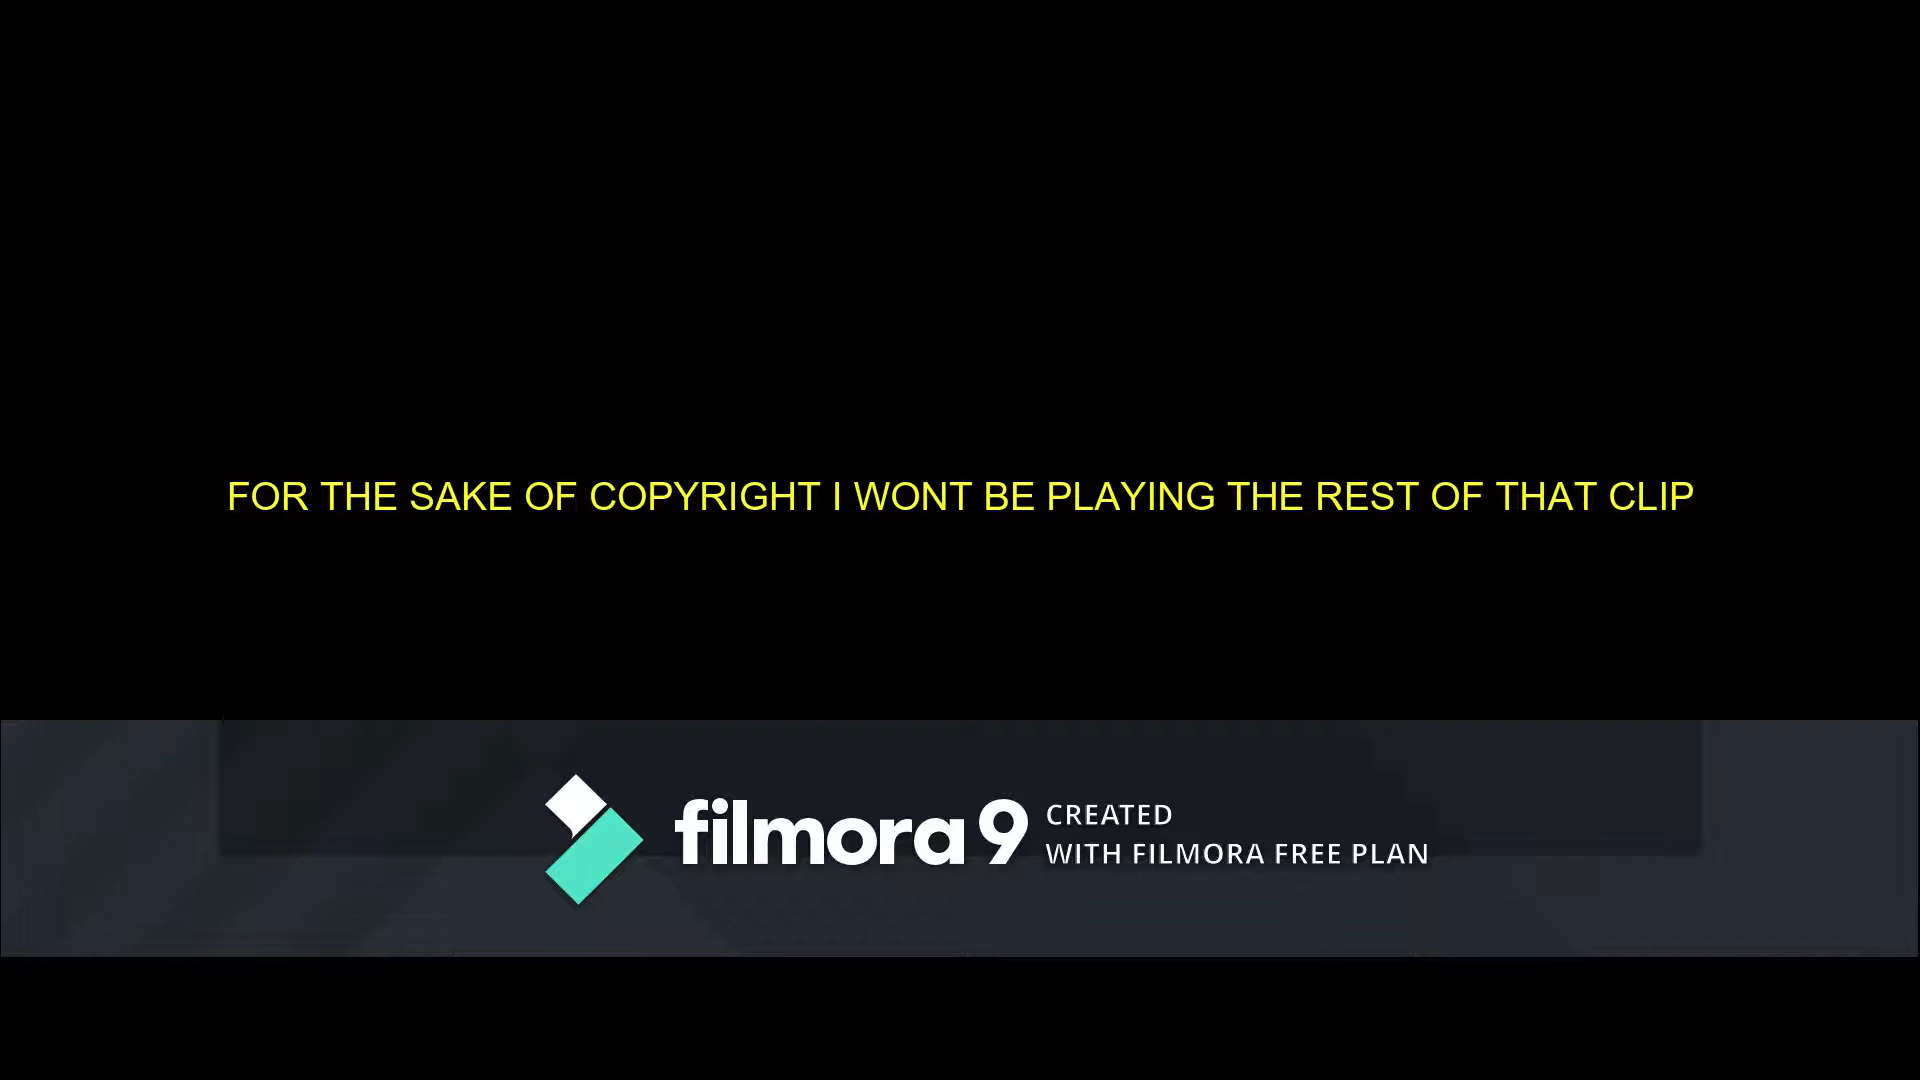 FOR THE SAKE OF COPYRIGHT I WONT BE PLAYING THE REST OF THAT CLIP
filmora 9
CREATED
WITH FILMORA FREE PLAN